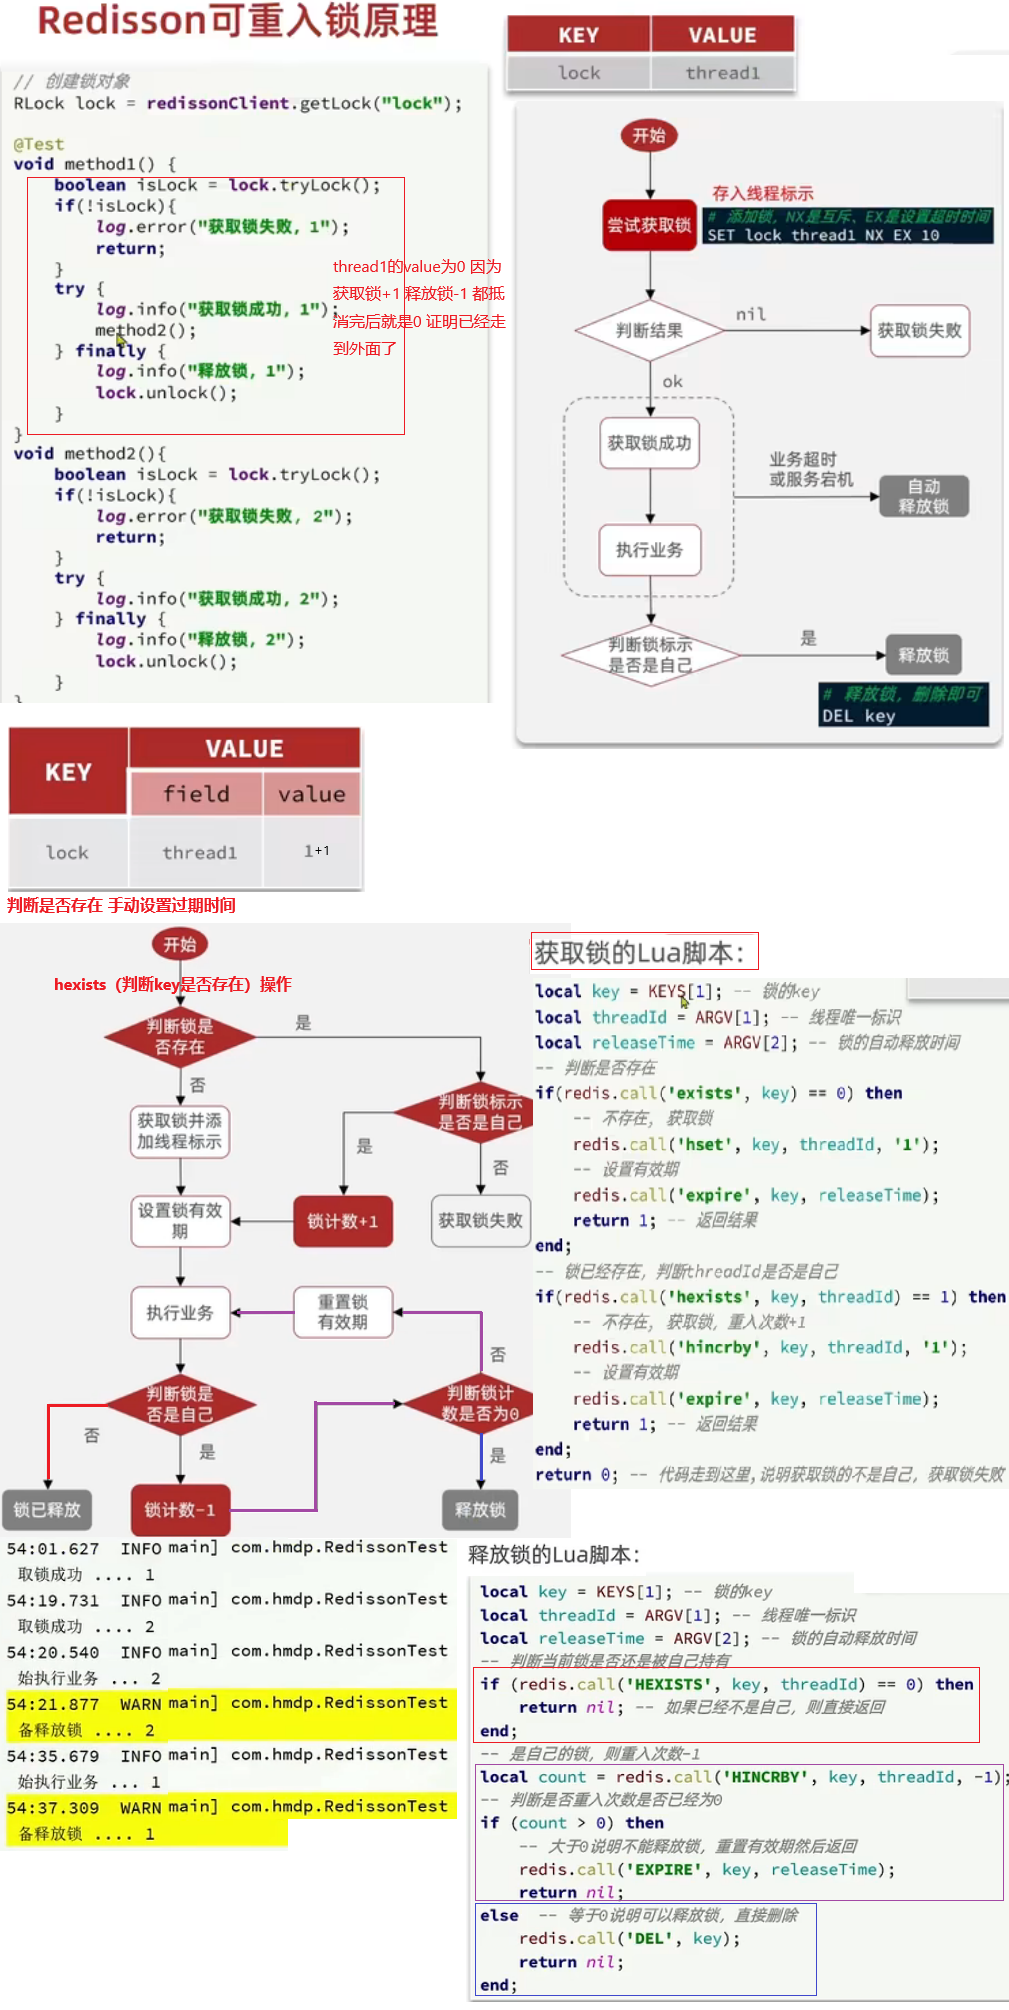 Redisson可重入锁原理
KEY VALUE
lock thread1
// 创建锁对象
RLock lock = redissonClient.getLock("lock");
@Test
void method1() {
boolean isLock = lock.tryLock();
if(!isLock){
log.error("获取锁失败, 1");
return;
}
try {
log.info("获取锁成功, 1");
method2();
} finally {
log.info("释放锁, 1");
lock.unlock();
}
}
void method2(){
boolean isLock = lock.tryLock();
if(!isLock){
log.error("获取锁失败, 2");
return;
}
try {
log.info("获取锁成功, 2");
} finally {
log.info("释放锁, 2");
lock.unlock();
}
}
thread1的value为0 因为
获取锁+1 释放锁-1 都抵
消完后就是0 证明已经走
到外面了
开始
存入线程标示
尝试获取锁
# 添加锁, NX是互斥、EX是设置超时时间
SET lock thread1 NX EX 10
判断结果
nil
获取锁失败
ok
获取锁成功
业务超时
或服务宕机
自动
释放锁
执行业务
判断锁标示
是否是自己
是
释放锁
# 释放锁, 删除即可
DEL key
KEY VALUE
field value
lock thread1 1+1
判断是否存在 手动设置过期时间
开始
hexists（判断key是否存在）操作
判断锁是
否存在
是
否
判断锁标示
是否是自己
获取锁并添
加线程标示
是
否
设置锁有效
期
锁计数+1
获取锁失败
执行业务
重置锁
有效期
否
判断锁是
否是自己
判断锁计
数是否为0
否
是
是
锁已释放
锁计数-1
释放锁
获取锁的Lua脚本:
local key = KEYS[1]; -- 锁的key
local threadId = ARGV[1]; -- 线程唯一标识
local releaseTime = ARGV[2]; -- 锁的自动释放时间
-- 判断是否存在
if(redis.call('exists', key) == 0) then
-- 不存在, 获取锁
redis.call('hset', key, threadId, '1');
-- 设置有效期
redis.call('expire', key, releaseTime);
return 1; -- 返回结果
end;
-- 锁已经存在，判断threadId是否是自己
if(redis.call('hexists', key, threadId) == 1) then
-- 不存在, 获取锁，重入次数+1
redis.call('hincrby', key, threadId, '1');
-- 设置有效期
redis.call('expire', key, releaseTime);
return 1; -- 返回结果
end;
return 0; -- 代码走到这里,说明获取锁的不是自己，获取锁失败
54:01.627 INFO main] com.hmdp.RedissonTest
取锁成功 .... 1
54:19.731 INFO main] com.hmdp.RedissonTest
取锁成功 .... 2
54:20.540 INFO main] com.hmdp.RedissonTest
始执行业务 ... 2
54:21.877 WARN main] com.hmdp.RedissonTest
备释放锁 .... 2
54:35.679 INFO main] com.hmdp.RedissonTest
始执行业务 ... 1
54:37.309 WARN main] com.hmdp.RedissonTest
备释放锁 .... 1
释放锁的Lua脚本:
local key = KEYS[1]; -- 锁的key
local threadId = ARGV[1]; -- 线程唯一标识
local releaseTime = ARGV[2]; -- 锁的自动释放时间
-- 判断当前锁是否还是被自己持有
if (redis.call('HEXISTS', key, threadId) == 0) then
return nil; -- 如果已经不是自己，则直接返回
end;
-- 是自己的锁，则重入次数-1
local count = redis.call('HINCRBY', key, threadId, -1);
-- 判断是否重入次数是否已经为0
if (count > 0) then
-- 大于0说明不能释放锁，重置有效期然后返回
redis.call('EXPIRE', key, releaseTime);
return nil;
else -- 等于0说明可以释放锁，直接删除
redis.call('DEL', key);
return nil;
end;